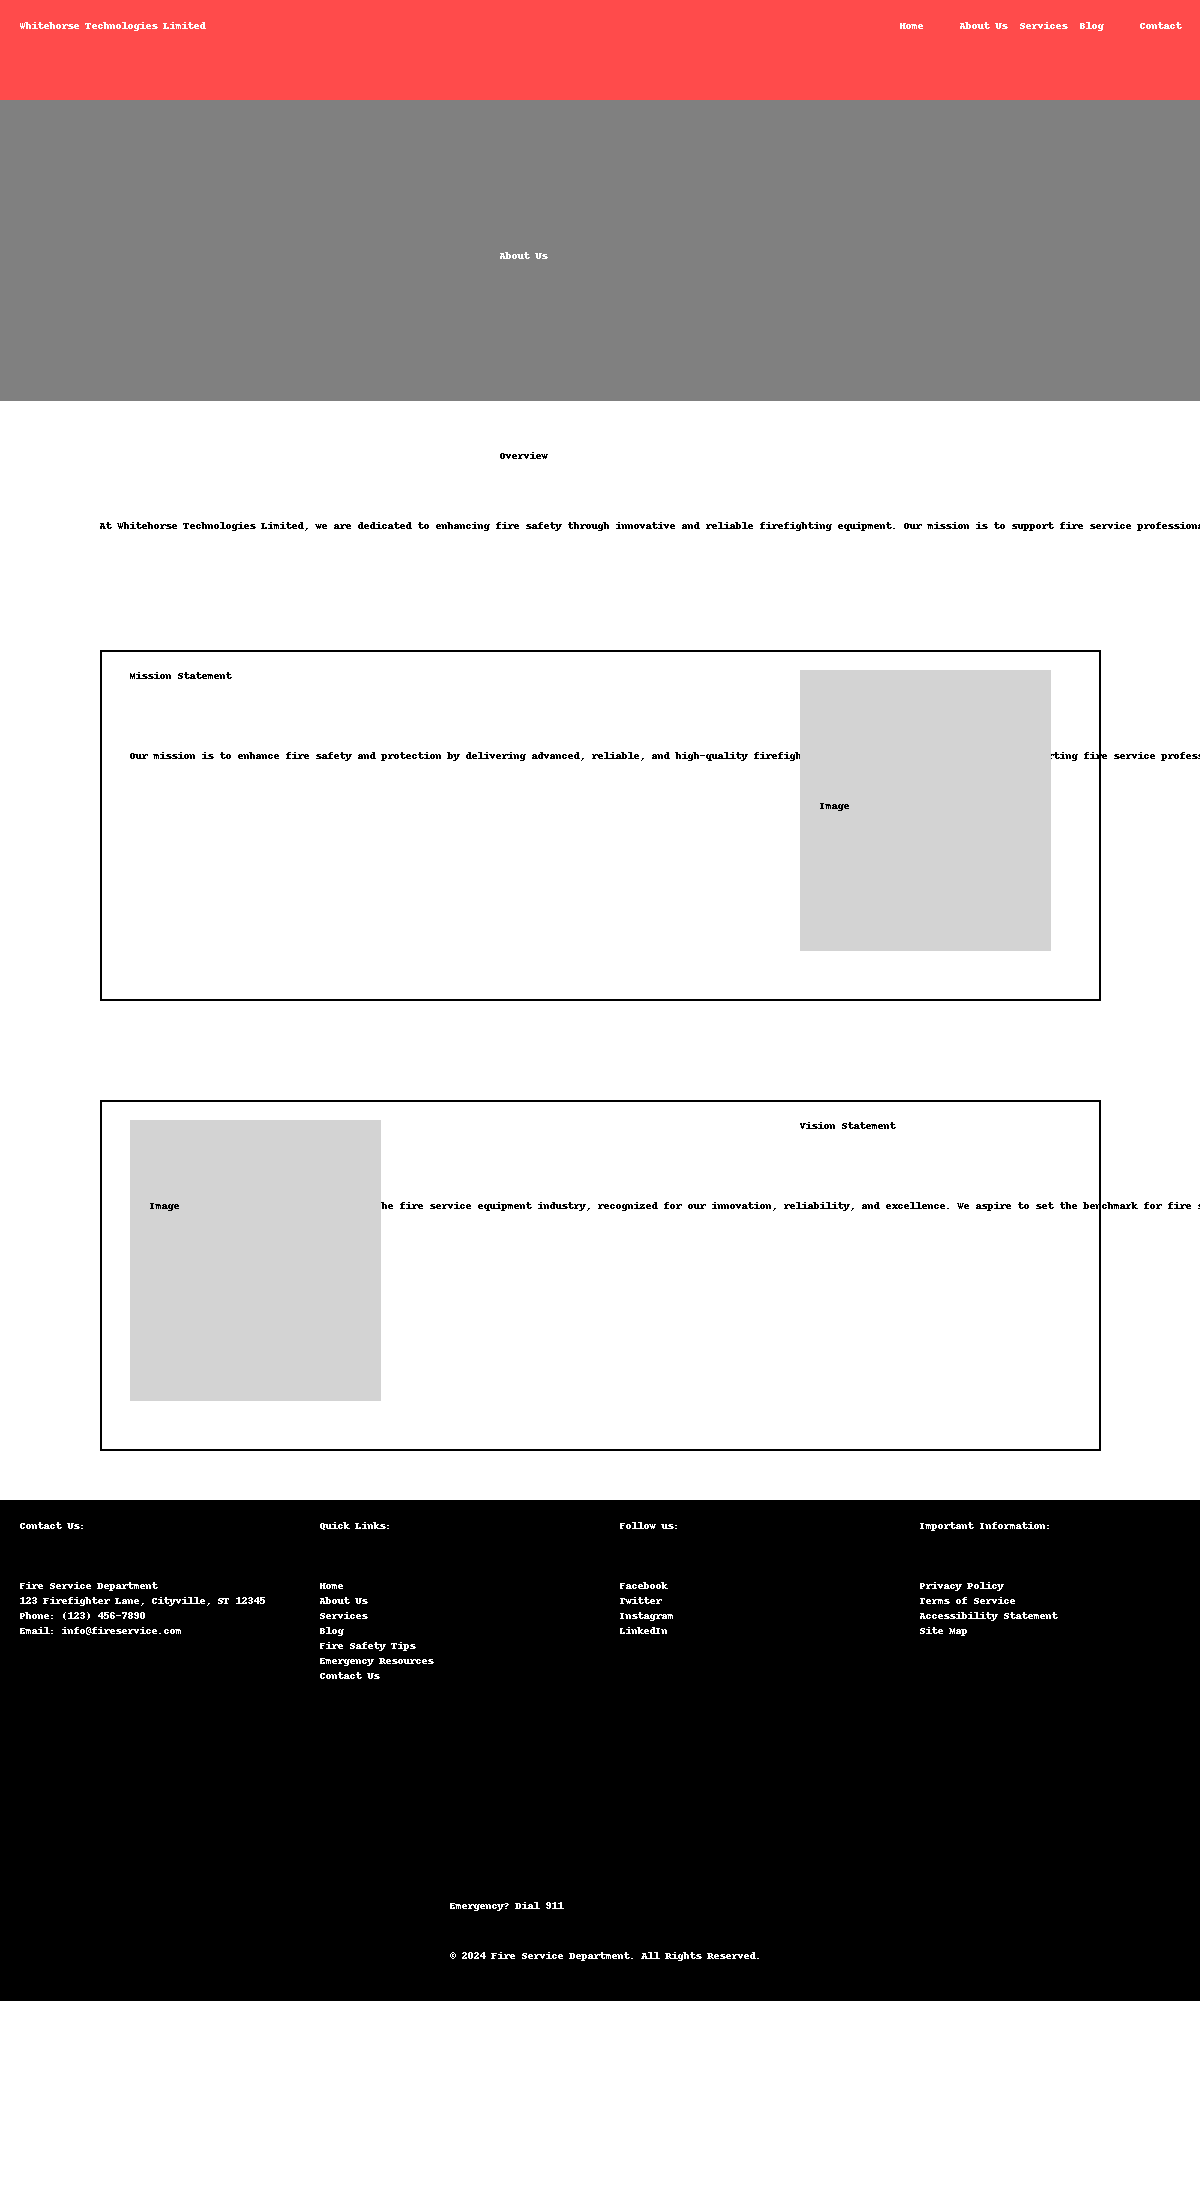 Whitehorse Technologies Limited Home About Us Services Blog Contact
About Us
Overview
At Whitehorse Technologies Limited, we are dedicated to enhancing fire safety through innovative and reliable firefighting equipment. Our mission is to support fire service
Mission Statement
Our mission is to enhance fire safety and protection by delivering advanced, reliable, and high-quality fire service
Image
Vision Statement
Image
fire service equipment industry, recognized for our innovation, reliability, and excellence. We aspire to set the benchmark for fire
Contact Us: Quick Links: Follow us: Important Information:
Fire Service Department Home Facebook Privacy Policy
123 Firefighter Lane, Cityville, ST 12345 About Us Twitter Terms of Service
Phone: (123) 456-7890 Services Instagram Accessibility Statement
Email: info@fireservice.com Blog LinkedIn Site Map
Fire Safety Tips
Emergency Resources
Contact Us
Emergency? Dial 911
© 2024 Fire Service Department. All Rights Reserved.